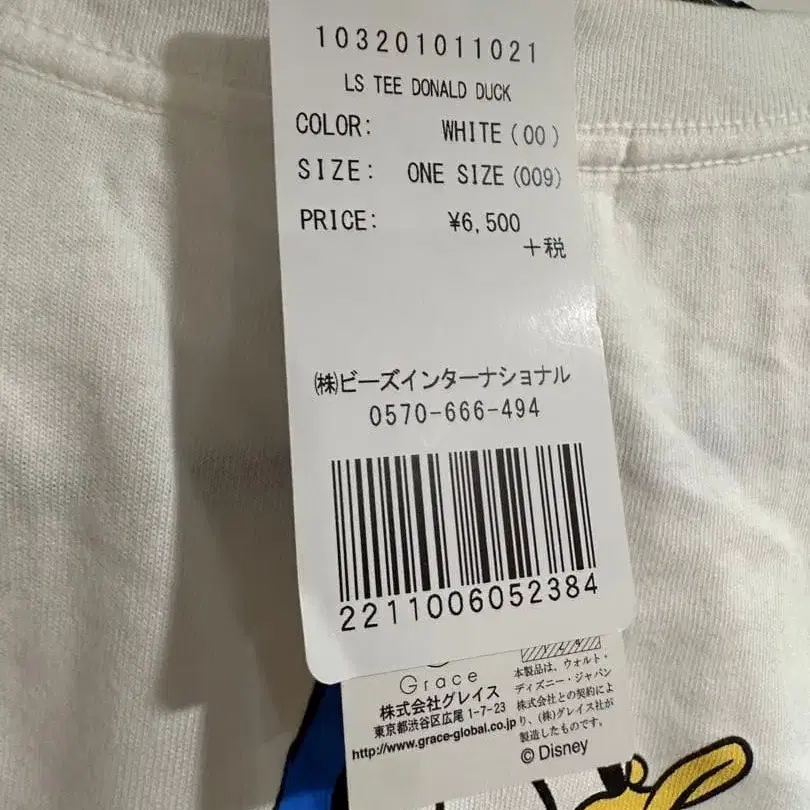 103201011021
LS TEE DONALD DUCK
COLOR: WHITE(00)
SIZE: ONE SIZE(009)
PRICE: ¥6,500
+税
㈱ビーズインターナショナル
0570-666-494
2211006052384
Grace
株式会社グレイス
東京都渋谷区広尾 1-7-23
http://www.grace-global.co.jp
本製品は、ウォルト・
ディズニー・ジャパン
株式会社との契約によ
り、(株)グレイス社が
製造したものです。
© Disney